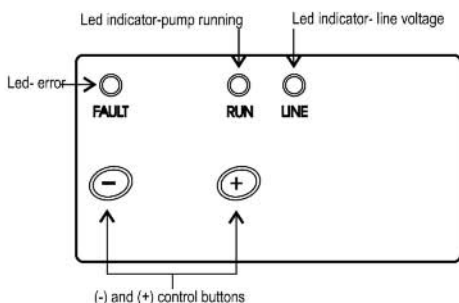 Led indicator-pump running
Led indicator- line voltage
Led- error
FAULT
RUN
LINE
−
+
(-) and (+) control buttons